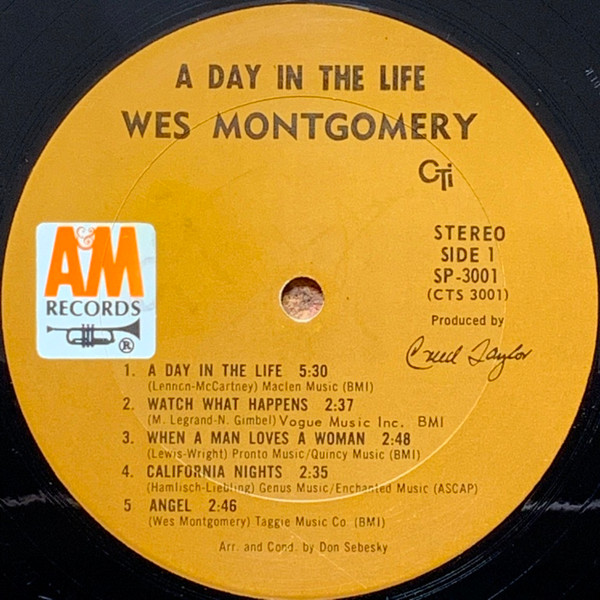 A DAY IN THE LIFE
WES MONTGOMERY
CTi
STEREO
SIDE 1
SP-3001
(CTS 3001)
Produced by
Creed Taylor
A&M
RECORDS
®
1. A DAY IN THE LIFE 5:30
(Lennon-McCartney) Maclen Music (BMI)
2. WATCH WHAT HAPPENS 2:37
(M. Legrand-N. Gimbel) Vogue Music Inc. BMI
3. WHEN A MAN LOVES A WOMAN 2:48
(Lewis-Wright) Pronto Music/Quincy Music (BMI)
4. CALIFORNIA NIGHTS 2:35
(Hamlisch-Liebling) Genus Music/Enchanted Music (ASCAP)
5 ANGEL 2:46
(Wes Montgomery) Taggie Music Co. (BMI)
Arr. and Cond. by Don Sebesky